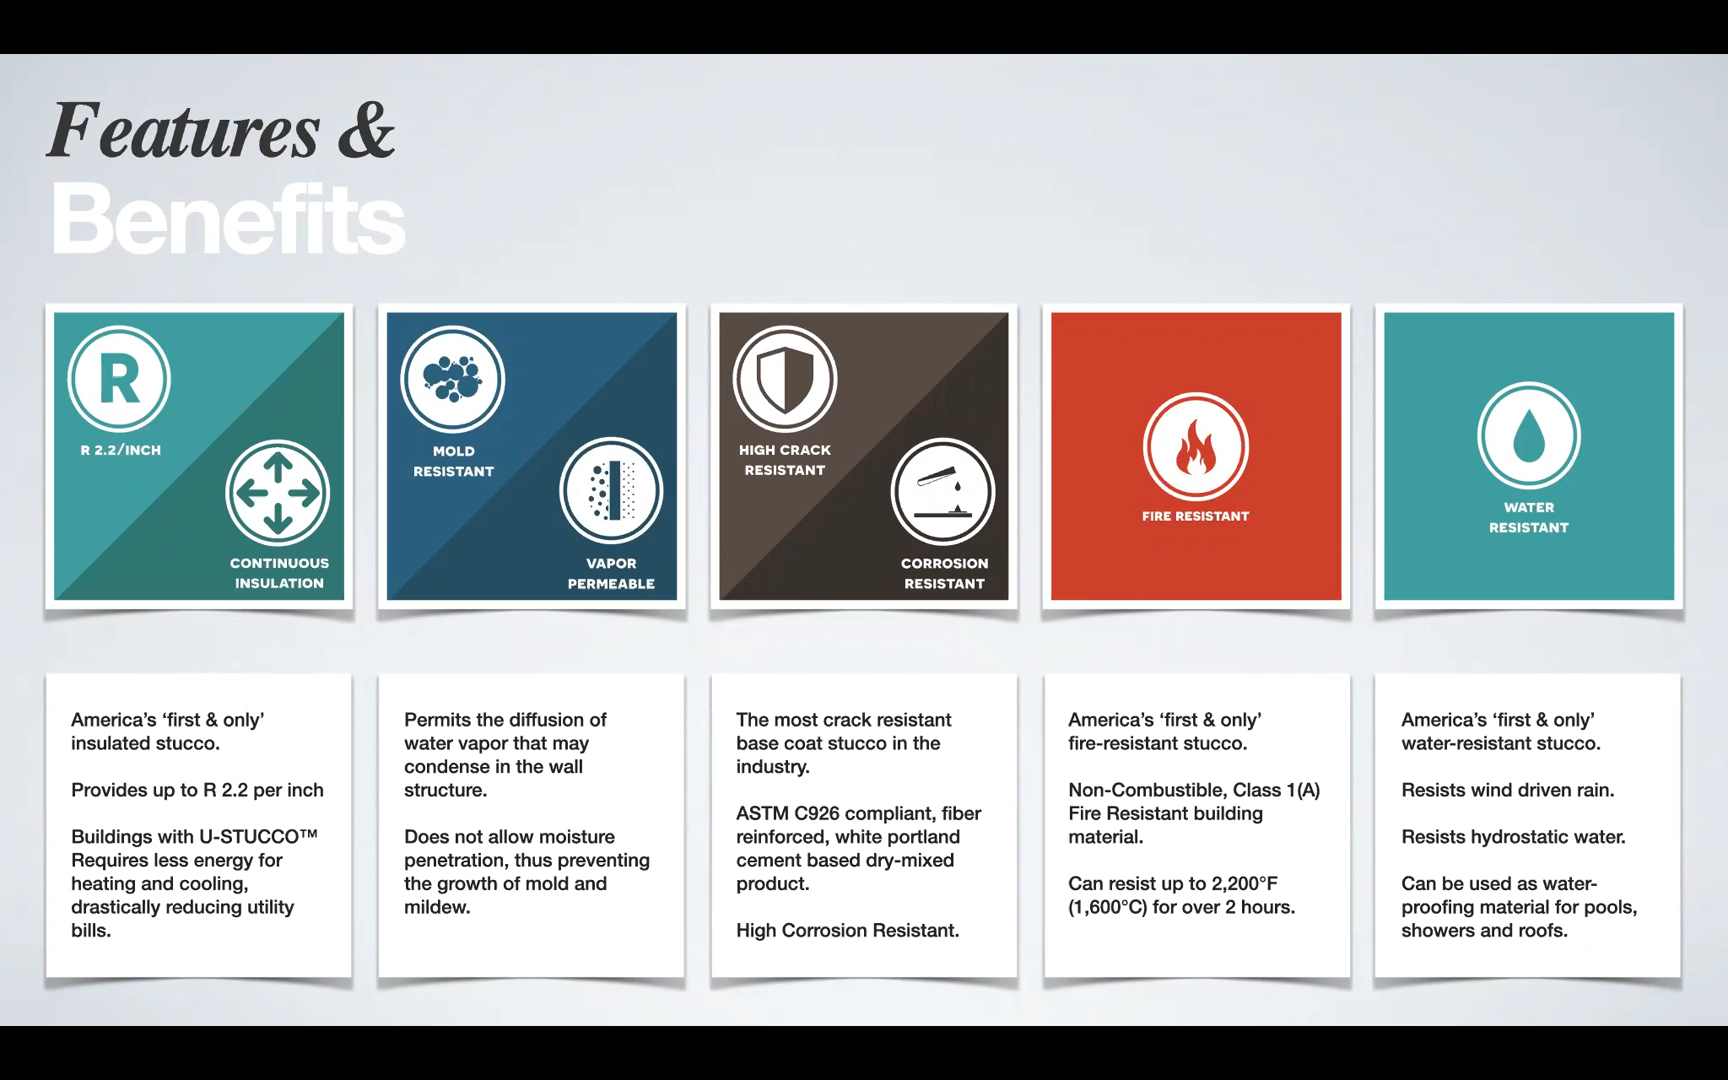 Features &
Benefits
R
R 2.2/INCH
CONTINUOUS
INSULATION
MOLD
RESISTANT
VAPOR
PERMEABLE
HIGH CRACK
RESISTANT
CORROSION
RESISTANT
FIRE RESISTANT
WATER
RESISTANT
America's ‘first & only’
insulated stucco.
Provides up to R 2.2 per inch
Buildings with U-STUCCO™
Requires less energy for
heating and cooling,
drastically reducing utility
bills.
Permits the diffusion of
water vapor that may
condense in the wall
structure.
Does not allow moisture
penetration, thus preventing
the growth of mold and
mildew.
The most crack resistant
base coat stucco in the
industry.
ASTM C926 compliant, fiber
reinforced, white portland
cement based dry-mixed
product.
High Corrosion Resistant.
America's ‘first & only’
fire-resistant stucco.
Non-Combustible, Class 1(A)
Fire Resistant building
material.
Can resist up to 2,200°F
(1,600°C) for over 2 hours.
America's ‘first & only’
water-resistant stucco.
Resists wind driven rain.
Resists hydrostatic water.
Can be used as water-
proofing material for pools,
showers and roofs.